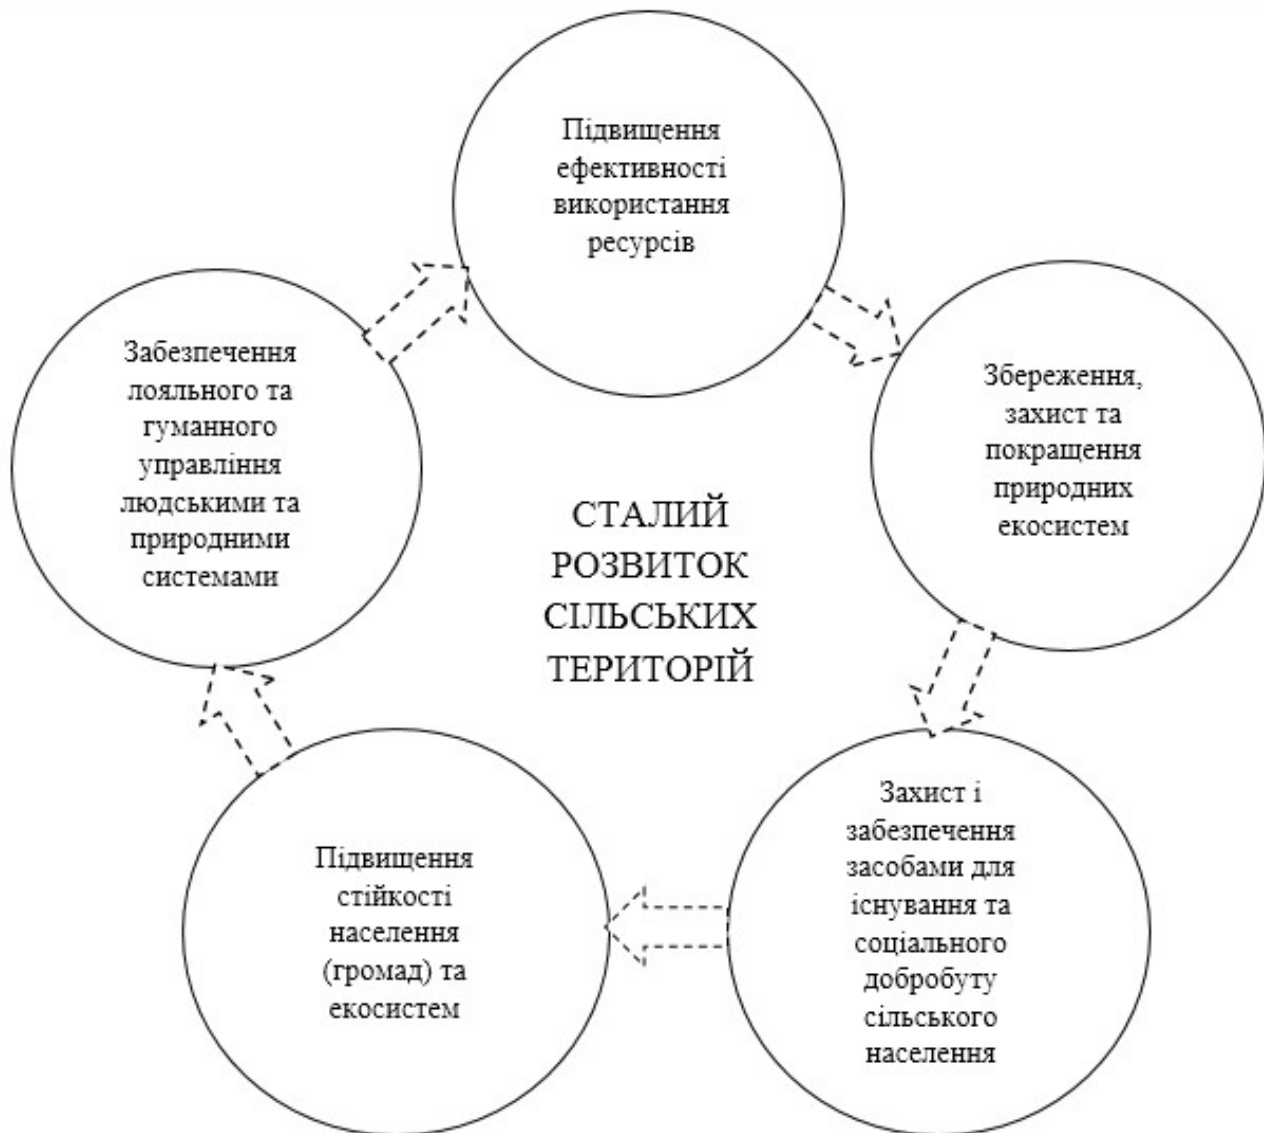 Підвищення
ефективності
використання
ресурсів
Збереження,
захист та
покращення
природних
екосистем
Захист і
забезпечення
засобами для
існування та
соціального
добробуту
сільського
населення
Підвищення
стійкості
населення
(громад) та
екосистем
Забезпечення
лояльного та
гуманного
управління
людськими та
природними
системами
СТАЛИЙ
РОЗВИТОК
СІЛЬСЬКИХ
ТЕРИТОРІЙ